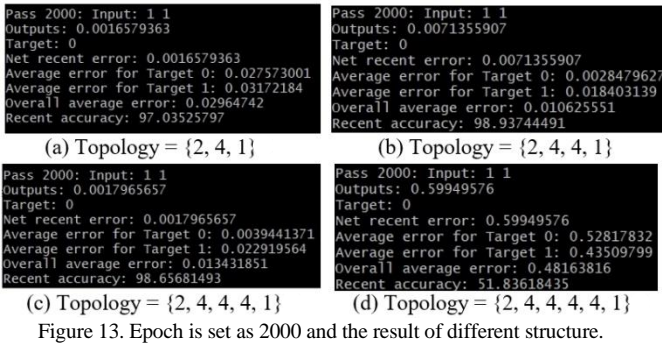 Pass 2000: Input: 1 1
Outputs: 0.0016579363
Target: 0
Net recent error: 0.0016579363
Average error for Target 0: 0.027573001
Average error for Target 1: 0.03172184
Overall average error: 0.02964742
Recent accuracy: 97.03525797
(a) Topology = {2, 4, 1}
Pass 2000: Input: 1 1
Outputs: 0.0071355907
Target: 0
Net recent error: 0.0071355907
Average error for Target 0: 0.0028479627
Average error for Target 1: 0.018403139
Overall average error: 0.010625551
Recent accuracy: 98.93744491
(b) Topology = {2, 4, 4, 1}
Pass 2000: Input: 1 1
Outputs: 0.0017965657
Target: 0
Net recent error: 0.0017965657
Average error for Target 0: 0.0039441371
Average error for Target 1: 0.022919564
Overall average error: 0.013431851
Recent accuracy: 98.65681493
(c) Topology = {2, 4, 4, 4, 1}
Pass 2000: Input: 1 1
Outputs: 0.59949576
Target: 0
Net recent error: 0.59949576
Average error for Target 0: 0.52817832
Average error for Target 1: 0.43509799
Overall average error: 0.48163816
Recent accuracy: 51.83618435
(d) Topology = {2, 4, 4, 4, 4, 1}
Figure 13. Epoch is set as 2000 and the result of different structure.